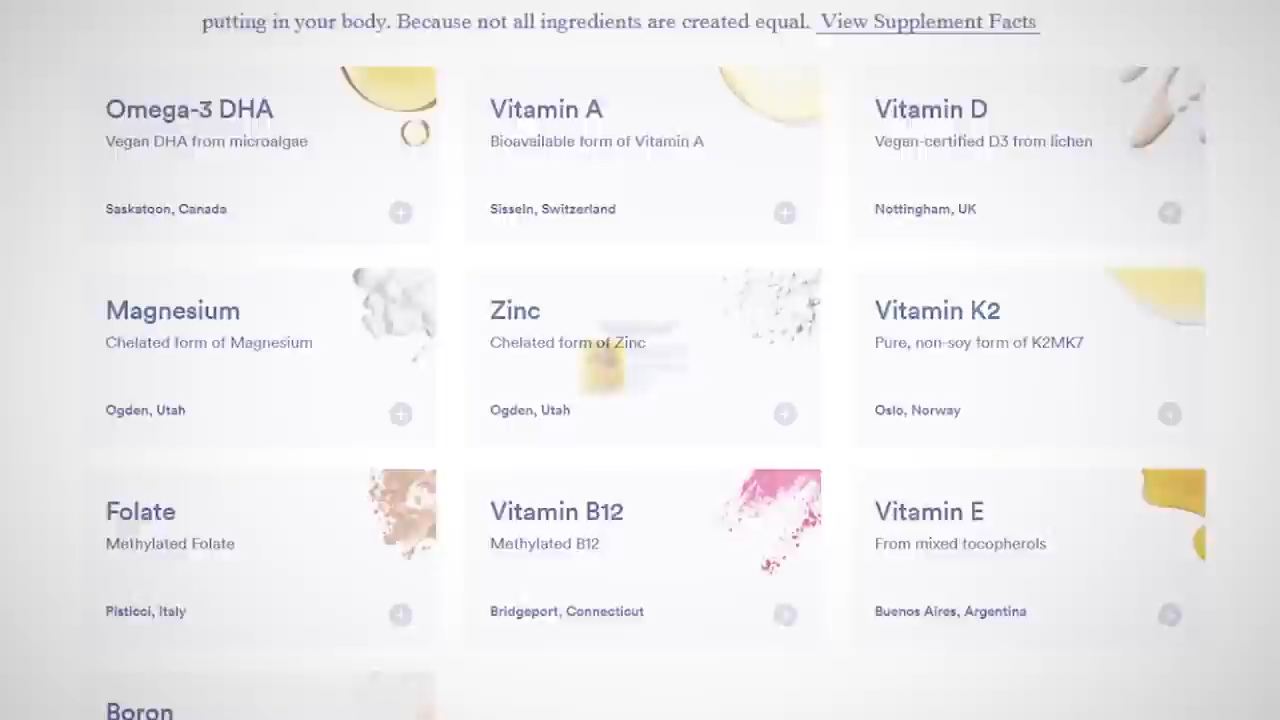 putting in your body. Because not all ingredients are created equal. View Supplement Facts
Omega-3 DHA
Vegan DHA from microalgae
Saskatoon, Canada
Vitamin A
Bioavailable form of Vitamin A
Sisseln, Switzerland
Vitamin D
Vegan-certified D3 from lichen
Nottingham, UK
Magnesium
Chelated form of Magnesium
Ogden, Utah
Zinc
Chelated form of Zinc
Ogden, Utah
Vitamin K2
Pure, non-soy form of K2MK7
Oslo, Norway
Folate
Methylated Folate
Pisticci, Italy
Vitamin B12
Methylated B12
Bridgeport, Connecticut
Vitamin E
From mixed tocopherols
Buenos Aires, Argentina
Boron